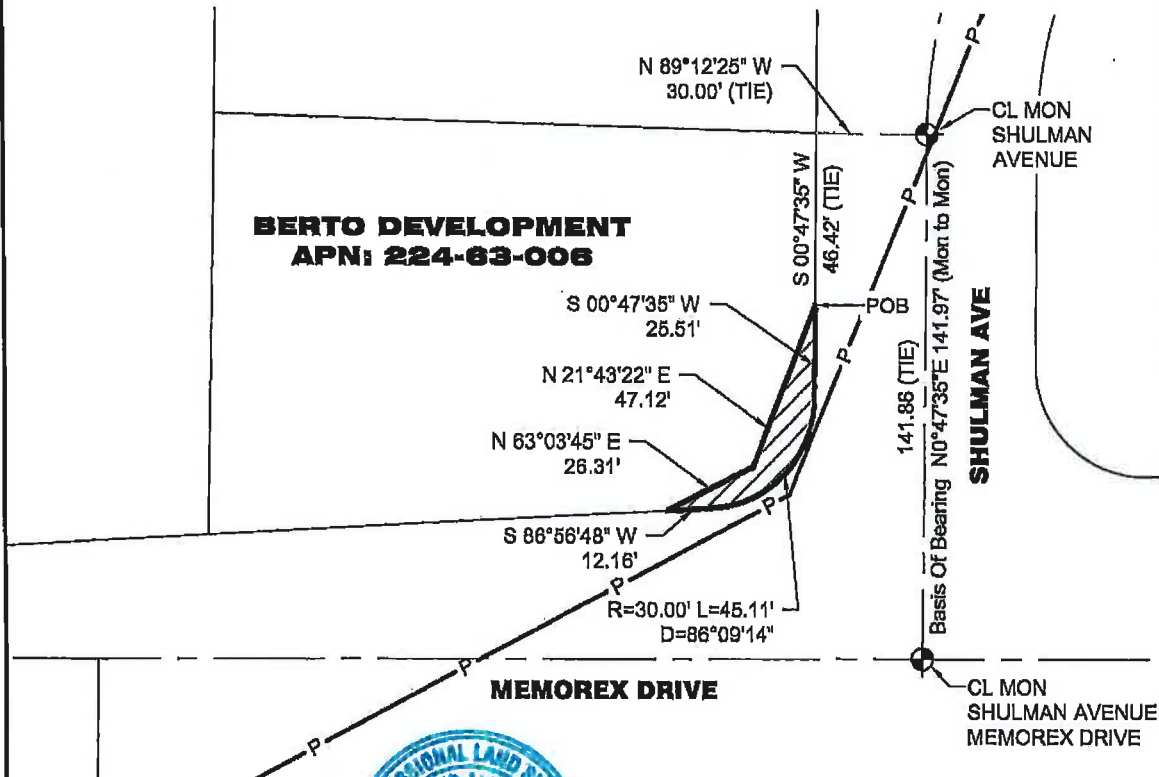 N 89°12'25" W
30.00' (TIE)
P
CL MON
SHULMAN
AVENUE
P
S 00°47'35" W
46.42' (TIE)
BERTO DEVELOPMENT
APN: 224-63-006
S 00°47'35" W
25.51'
POB
P
N 21°43'22" E
47.12'
141.86 (TIE)
Basis Of Bearing N0°47'35"E 141.97' (Mon to Mon)
SHULMAN AVE
N 63°03'45" E
26.31'
P
S 86°56'48" W
12.16'
P
R=30.00' L=45.11'
D=86°09'14"
P
MEMOREX DRIVE
CL MON
SHULMAN AVENUE
MEMOREX DRIVE
P
SSIONAL LAND S